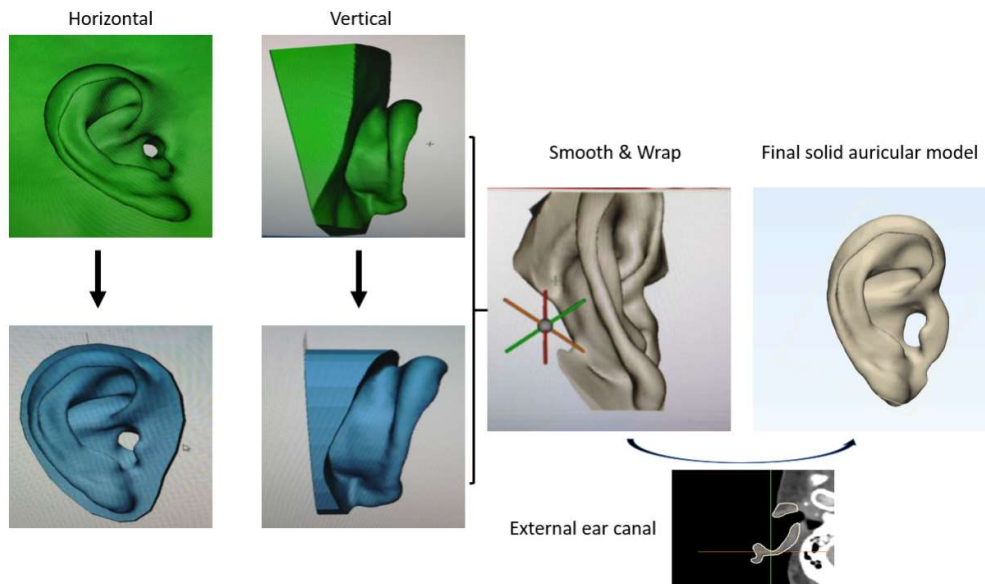 Horizontal
Vertical
Smooth & Wrap
Final solid auricular model
External ear canal